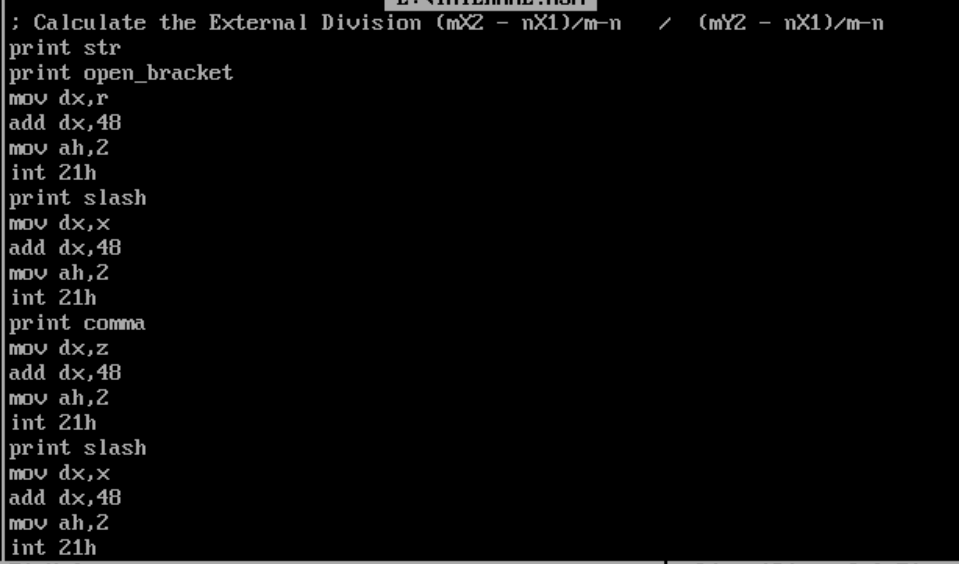 ; Calculate the External Division (mX2 - nX1)/m-n   /  (mY2 - nX1)/m-n
print str
print open_bracket
mov dx,r
add dx,48
mov ah,2
int 21h
print slash
mov dx,x
add dx,48
mov ah,2
int 21h
print comma
mov dx,z
add dx,48
mov ah,2
int 21h
print slash
mov dx,x
add dx,48
mov ah,2
int 21h